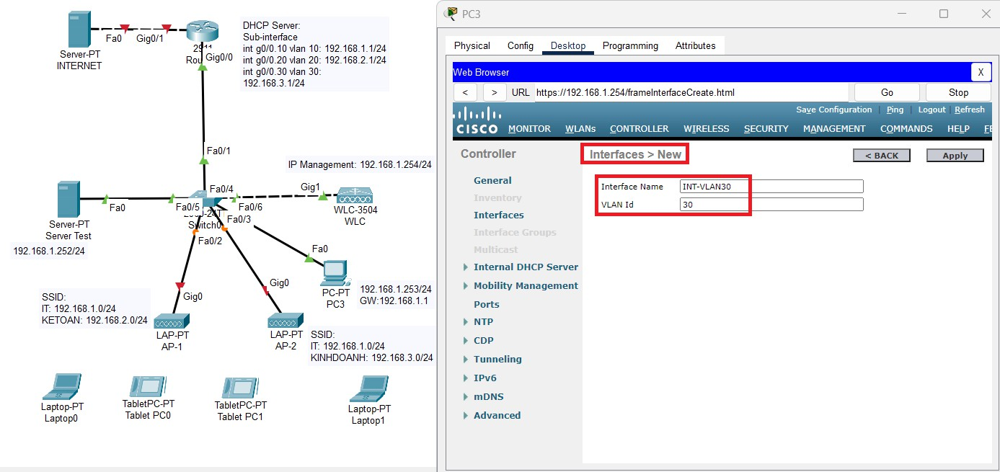 Fa0
Gig0/1
Server-PT
INTERNET
Gig0/0
DHCP Server:
Sub-interface
int g0/0.10 vlan 10: 192.168.1.1/24
int g0/0.20 vlan 20: 192.168.2.1/24
int g0/0.30 vlan 30:
192.168.3.1/24
Fa0/1
IP Management: 192.168.1.254/24
Fa0/4
Gig1
Fa0
Fa0/5
Fa0/6
Fa0/3
WLC-3504
WLC
Server-PT
Server Test
Switch0
Fa0/2
192.168.1.252/24
Fa0
Gig0
Gig0
PC-PT
PC3
192.168.1.253/24
GW:192.168.1.1
SSID:
IT: 192.168.1.0/24
KETOAN: 192.168.2.0/24
LAP-PT
AP-1
LAP-PT
AP-2
SSID:
IT: 192.168.1.0/24
KINHDOANH: 192.168.3.0/24
Laptop-PT
Laptop0
TabletPC-PT
Tablet PC0
TabletPC-PT
Tablet PC1
Laptop-PT
Laptop1
PC3
Physical Config Desktop Programming Attributes
Web Browser X
< > URL https://192.168.1.254/frameInterfaceCreate.html Go Stop
Save Configuration | Ping | Logout | Refresh
CISCO MONITOR WLANs CONTROLLER WIRELESS SECURITY MANAGEMENT COMMANDS HELP
Controller
General
Inventory
Interfaces
Interface Groups
Multicast
Internal DHCP Server
Mobility Management
Ports
NTP
CDP
Tunneling
IPv6
mDNS
Advanced
Interfaces > New
< BACK Apply
Interface Name INT-VLAN30
VLAN Id 30